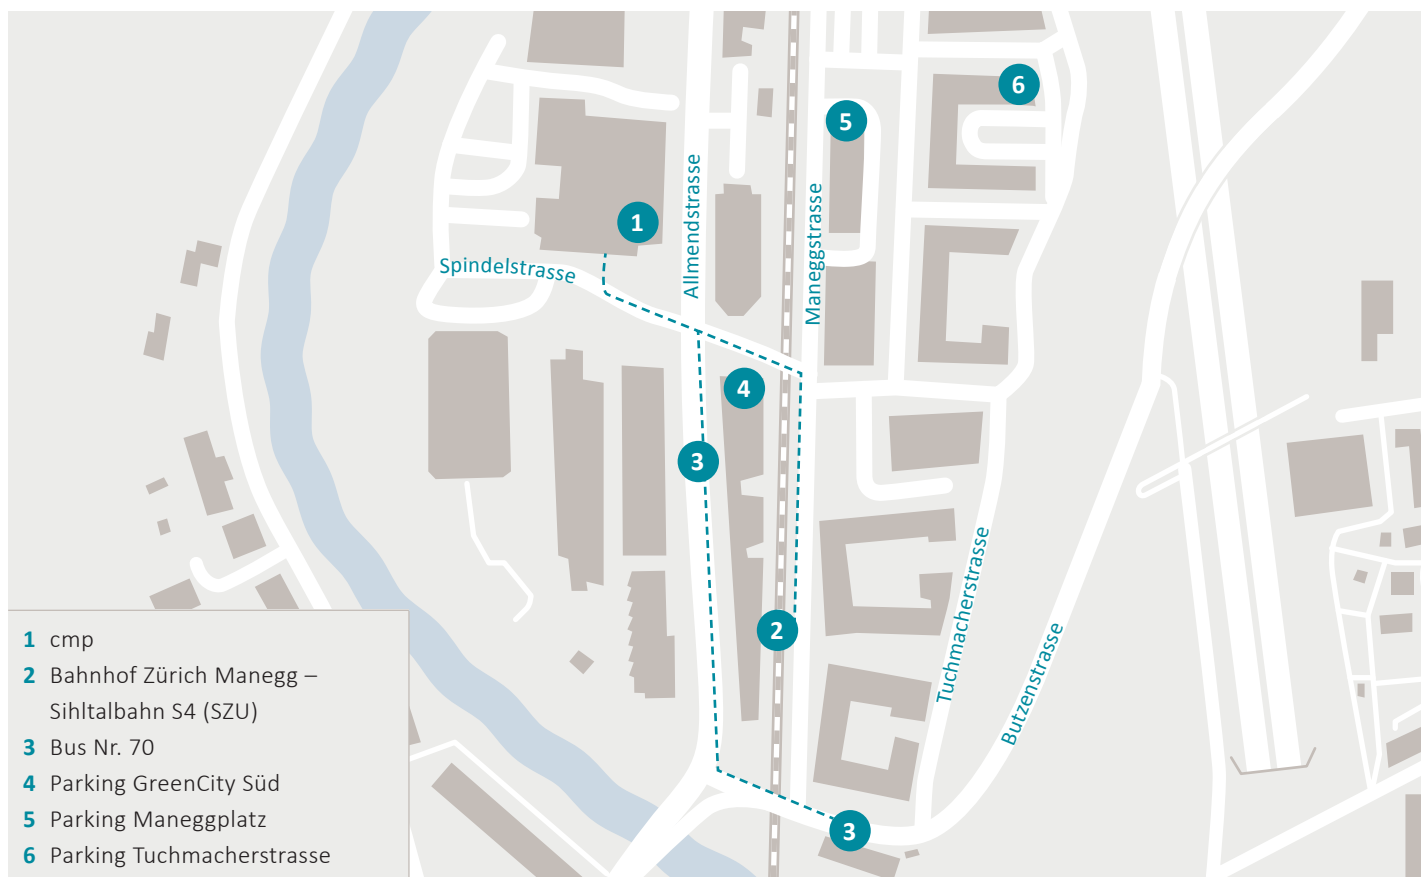 6
5
1
Allmendstrasse
Maneggstrasse
Spindelstrasse
4
3
2
Tuchmacherstrasse
Butzenstrasse
3
1 cmp
2 Bahnhof Zürich Manegg –
Sihltalbahn S4 (SZU)
3 Bus Nr. 70
4 Parking GreenCity Süd
5 Parking Maneggplatz
6 Parking Tuchmacherstrasse